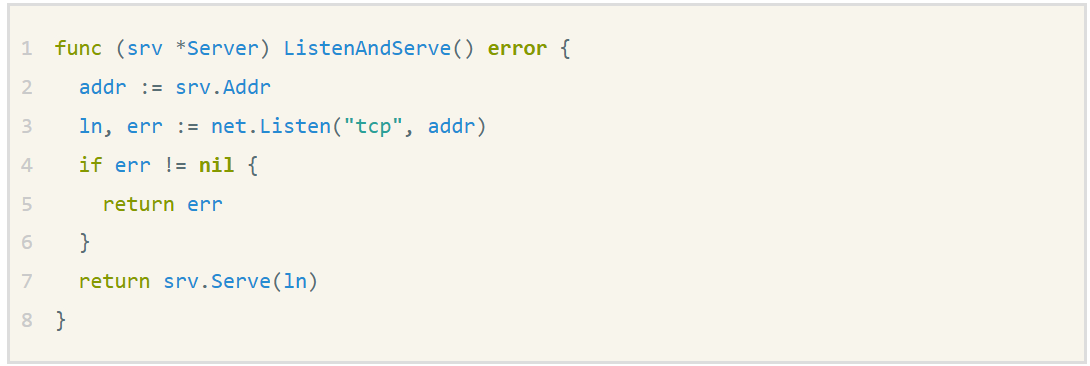 1 func (srv *Server) ListenAndServe() error {
2   addr := srv.Addr
3   ln, err := net.Listen("tcp", addr)
4   if err != nil {
5     return err
6   }
7   return srv.Serve(ln)
8 }